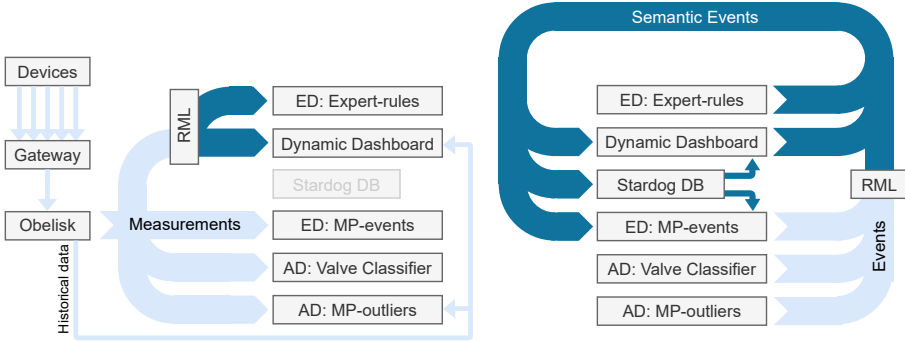 Semantic Events
Devices
RML
ED: Expert-rules
Dynamic Dashboard
Gateway
Stardog DB
Obelisk
Measurements
ED: MP-events
AD: Valve Classifier
AD: MP-outliers
Historical data
ED: Expert-rules
Dynamic Dashboard
Stardog DB
RML
ED: MP-events
Events
AD: Valve Classifier
AD: MP-outliers